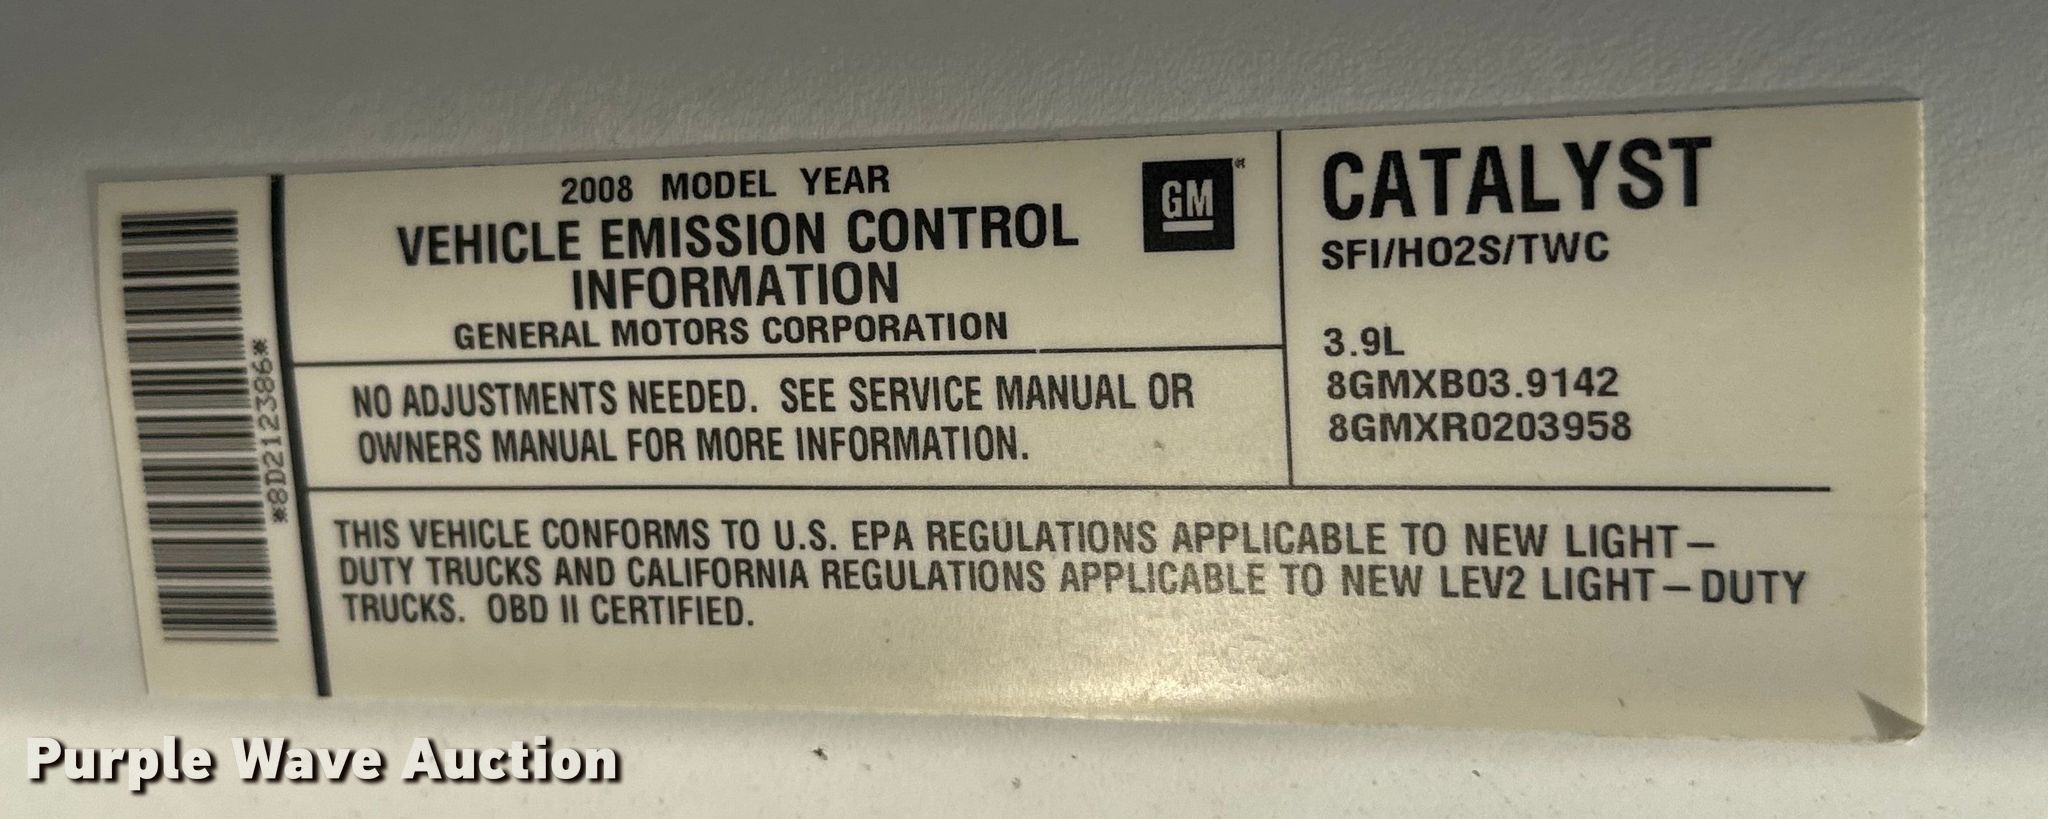 *8D212386*
2008 MODEL YEAR
VEHICLE EMISSION CONTROL
INFORMATION
GENERAL MOTORS CORPORATION
GM
NO ADJUSTMENTS NEEDED. SEE SERVICE MANUAL OR
OWNERS MANUAL FOR MORE INFORMATION.
CATALYST
SFI/HO2S/TWC
3.9L
8GMXB03.9142
8GMXR0203958
THIS VEHICLE CONFORMS TO U.S. EPA REGULATIONS APPLICABLE TO NEW LIGHT-
DUTY TRUCKS AND CALIFORNIA REGULATIONS APPLICABLE TO NEW LEV2 LIGHT-DUTY
TRUCKS. OBD II CERTIFIED.
Purple Wave Auction